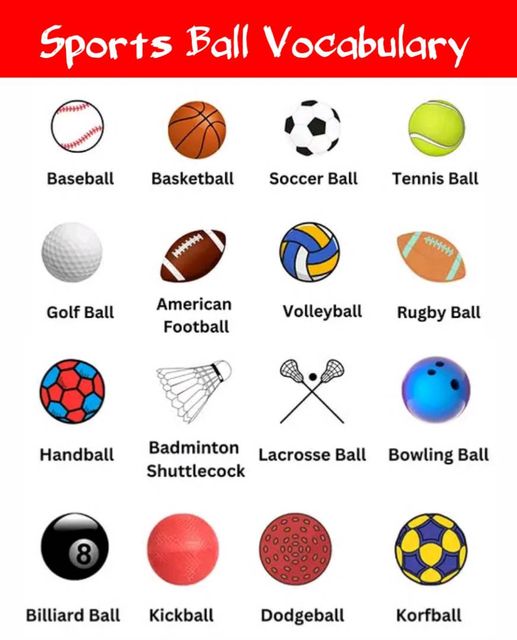 Sports Ball Vocabulary
Baseball
Basketball
Soccer Ball
Tennis Ball
Golf Ball
American
Football
Volleyball
Rugby Ball
Handball
Badminton
Shuttlecock
Lacrosse Ball
Bowling Ball
8
Billiard Ball
Kickball
Dodgeball
Korfball